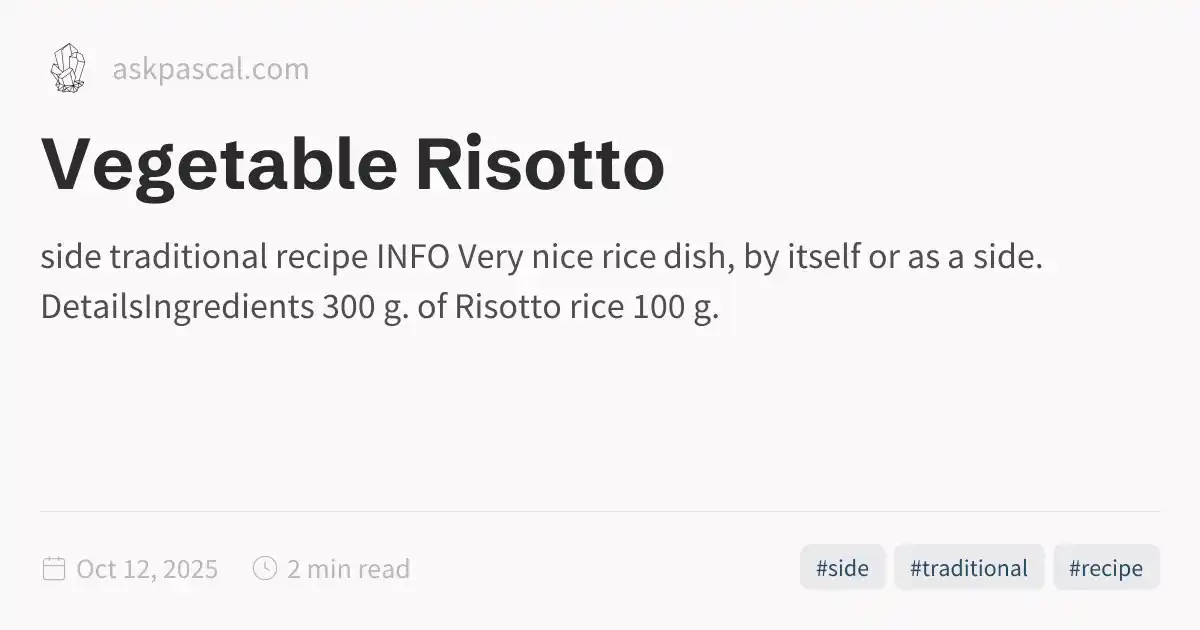 askpascal.com
Vegetable Risotto
side traditional recipe INFO Very nice rice dish, by itself or as a side.
DetailsIngredients 300 g. of Risotto rice 100 g.
Oct 12, 2025 2 min read #side #traditional #recipe